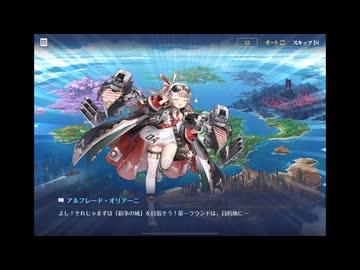 X1 オート スキップ
アルフレード・オリアーニ
よし！それじゃまずは「紛争の城」を目指そう！第一ラウンドは、目的地に―